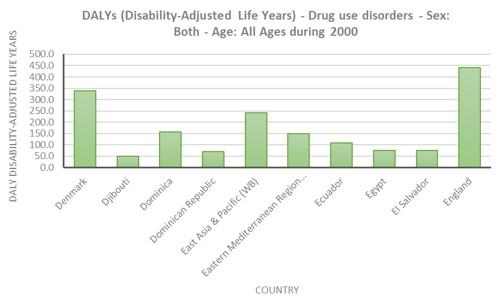 DALYs (Disability-Adjusted Life Years) - Drug use disorders - Sex:
Both - Age: All Ages during 2000
DALY DISABILITY-ADJUSTED LIFE YEARS
500.0
450.0
400.0
350.0
300.0
250.0
200.0
150.0
100.0
50.0
0.0
Denmark
Djibouti
Dominica
Dominican Republic
East Asia & Pacific (WB)
Eastern Mediterranean Region...
Ecuador
Egypt
El Salvador
England
COUNTRY